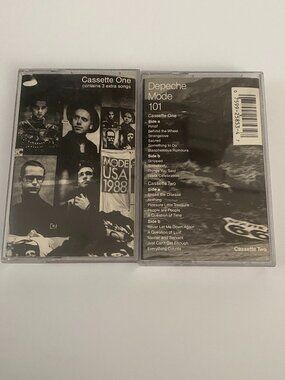 Cassette One
contains 3 extra songs
MODE
USA
1988
Depeche
Mode
101
Cassette One
Side a
Pimpf
Behind the Wheel
Strangelove
Sacred
Something to Do
Blasphemous Rumours
Side b
Stripped
Somebody
Things You Said
Black Celebration
Cassette Two
Side a
Shake the Disease
Nothing
Pleasure Little Treasure
People are People
A Question of Time
Side b
Never Let Me Down Again
A Question of Lust
Master and Servant
Just Can't Get Enough
Everything Counts
Cassette Two